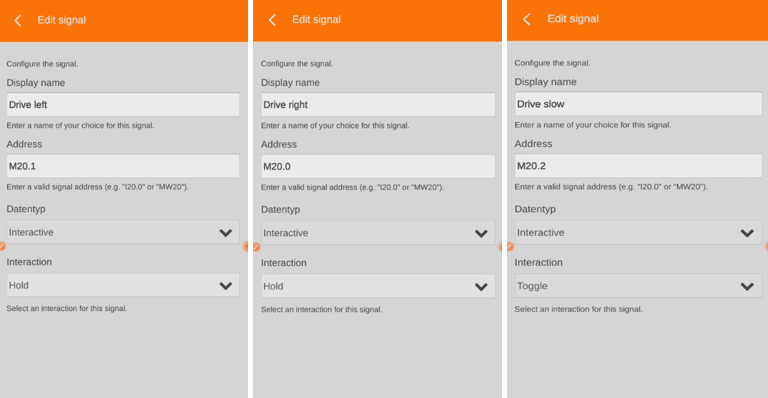 Edit signal
Configure the signal.
Display name
Drive left
Enter a name of your choice for this signal.
Address
M20.1
Enter a valid signal address (e.g. "I20.0" or "MW20").
Datentyp
Interactive
Interaction
Hold
Select an interaction for this signal.
Edit signal
Configure the signal.
Display name
Drive right
Enter a name of your choice for this signal.
Address
M20.0
Enter a valid signal address (e.g. "I20.0" or "MW20").
Datentyp
Interactive
Interaction
Hold
Select an interaction for this signal.
Edit signal
Configure the signal.
Display name
Drive slow
Enter a name of your choice for this signal.
Address
M20.2
Enter a valid signal address (e.g. "I20.0" or "MW20").
Datentyp
Interactive
Interaction
Toggle
Select an interaction for this signal.